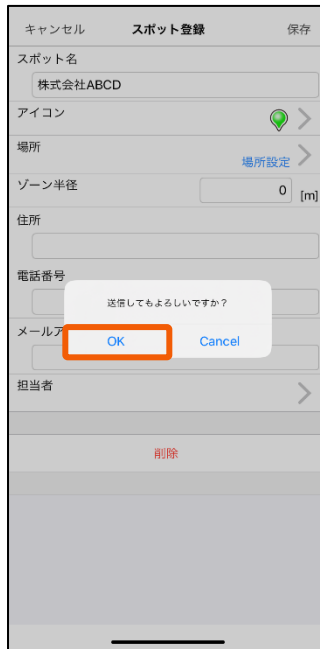 キャンセル スポット登録 保存
スポット名
株式会社ABCD
アイコン
場所
場所設定
ゾーン半径 0 [m]
住所
電話番号
送信してもよろしいですか?
メールア
OK Cancel
担当者
削除